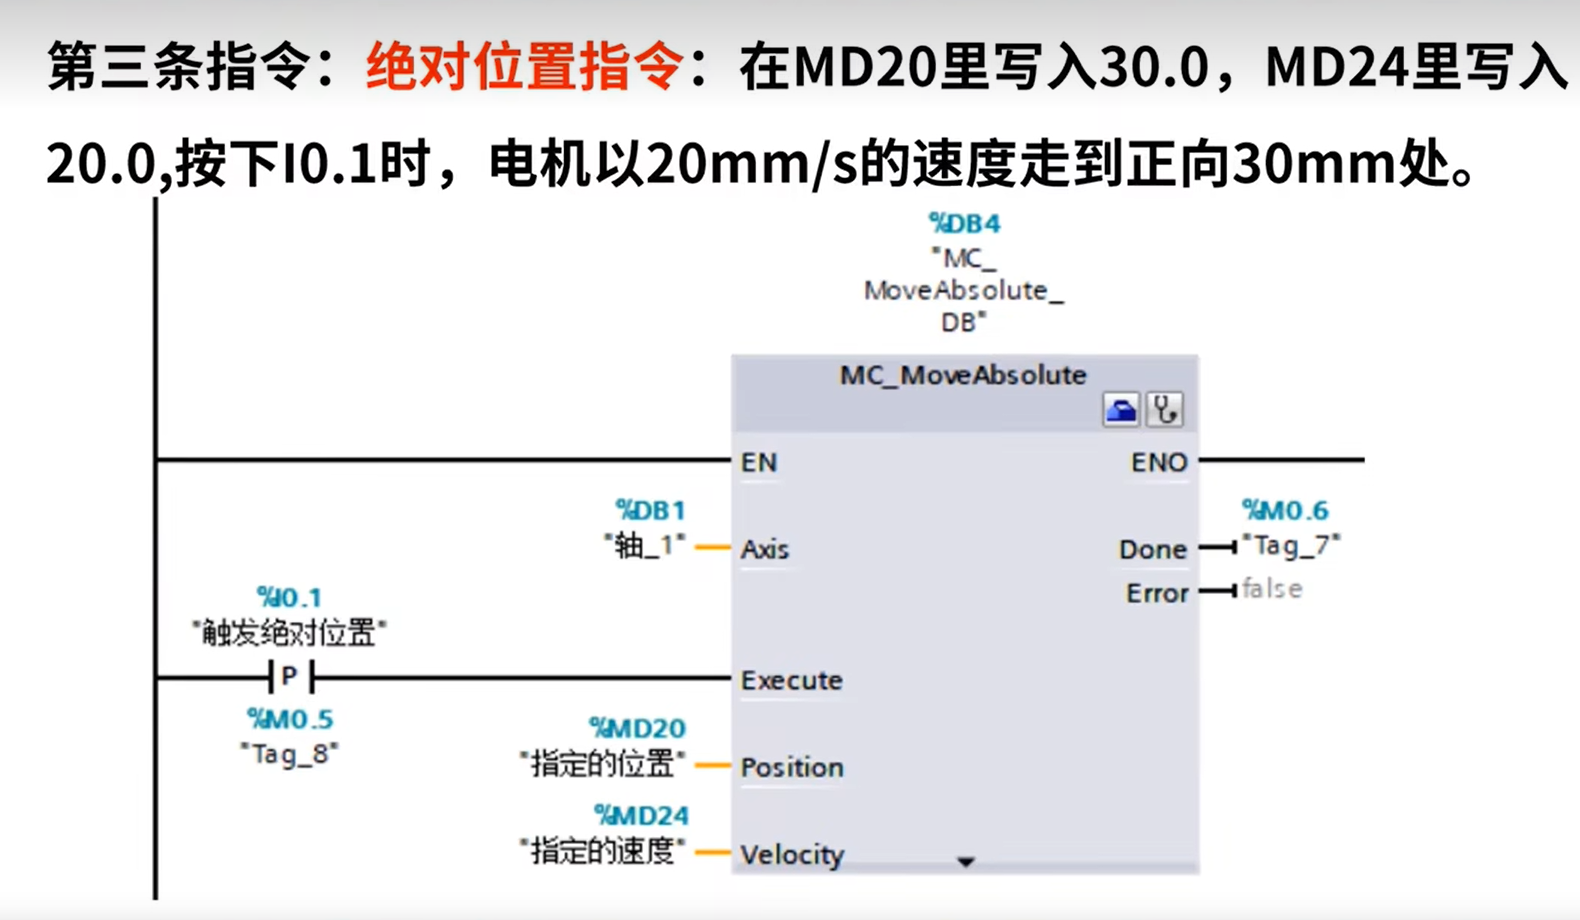 第三条指令：绝对位置指令：在MD20里写入30.0，MD24里写入
20.0,按下I0.1时，电机以20mm/s的速度走到正向30mm处。
%DB4
"MC_
MoveAbsolute_
DB"
MC_MoveAbsolute
EN
ENO
%DB1
"轴_1"
Axis
%M0.6
Done
"Tag_7"
Error
false
%I0.1
"触发绝对位置"
P
Execute
%M0.5
"Tag_8"
%MD20
"指定的位置"
Position
%MD24
"指定的速度"
Velocity